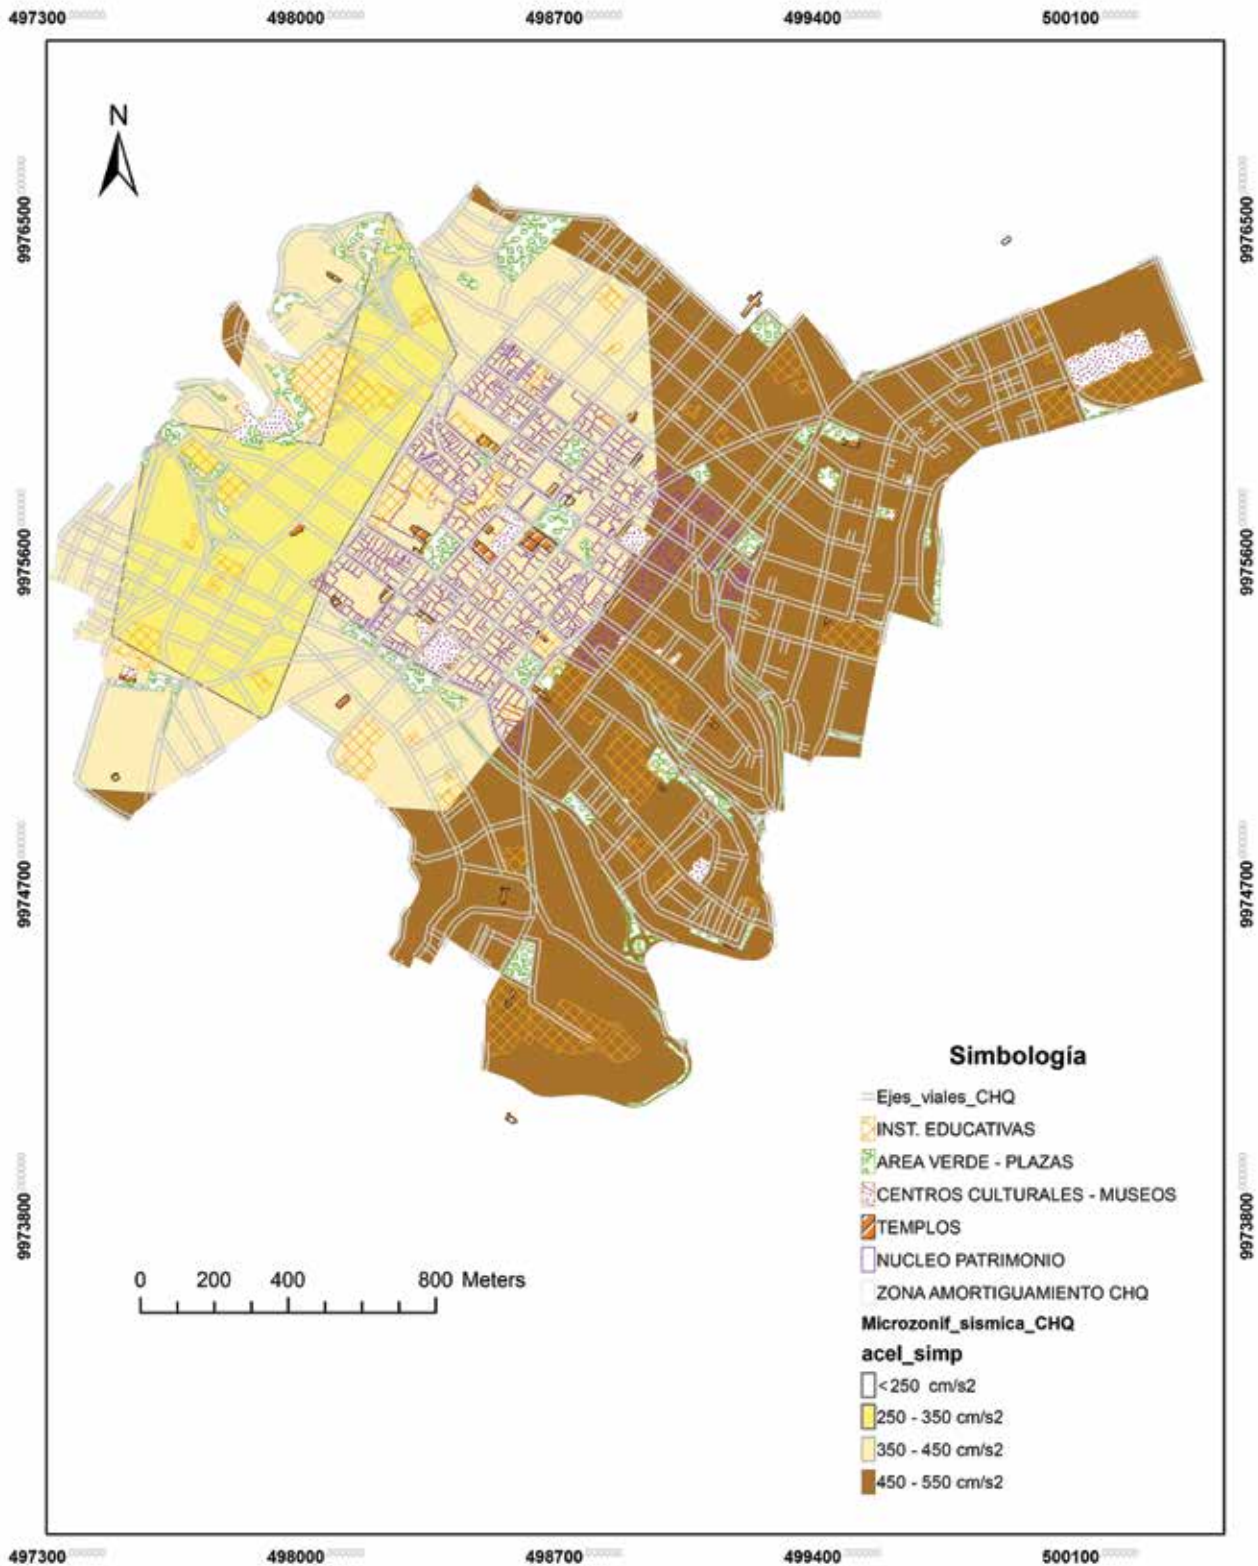 497300 498000 498700 499400 500100
N
9976500 9976500
9975600 9975600
9974700 9974700
9973800 9973800
Simbología
Ejes_viales_CHQ
INST. EDUCATIVAS
AREA VERDE - PLAZAS
CENTROS CULTURALES - MUSEOS
TEMPLOS
NUCLEO PATRIMONIO
ZONA AMORTIGUAMIENTO CHQ
Microzonif_sismica_CHQ
acel_simp
<250 cm/s2
250 - 350 cm/s2
350 - 450 cm/s2
450 - 550 cm/s2
0 200 400 800 Meters
497300 498000 498700 499400 500100